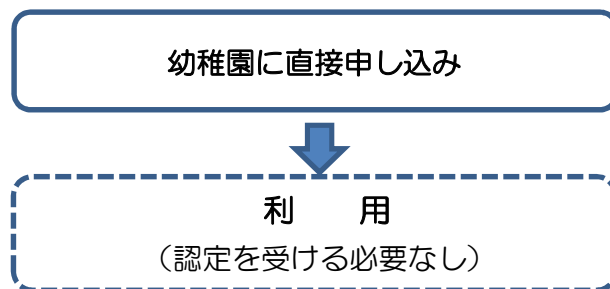 幼稚園に直接申し込み
利　　用
（認定を受ける必要なし）